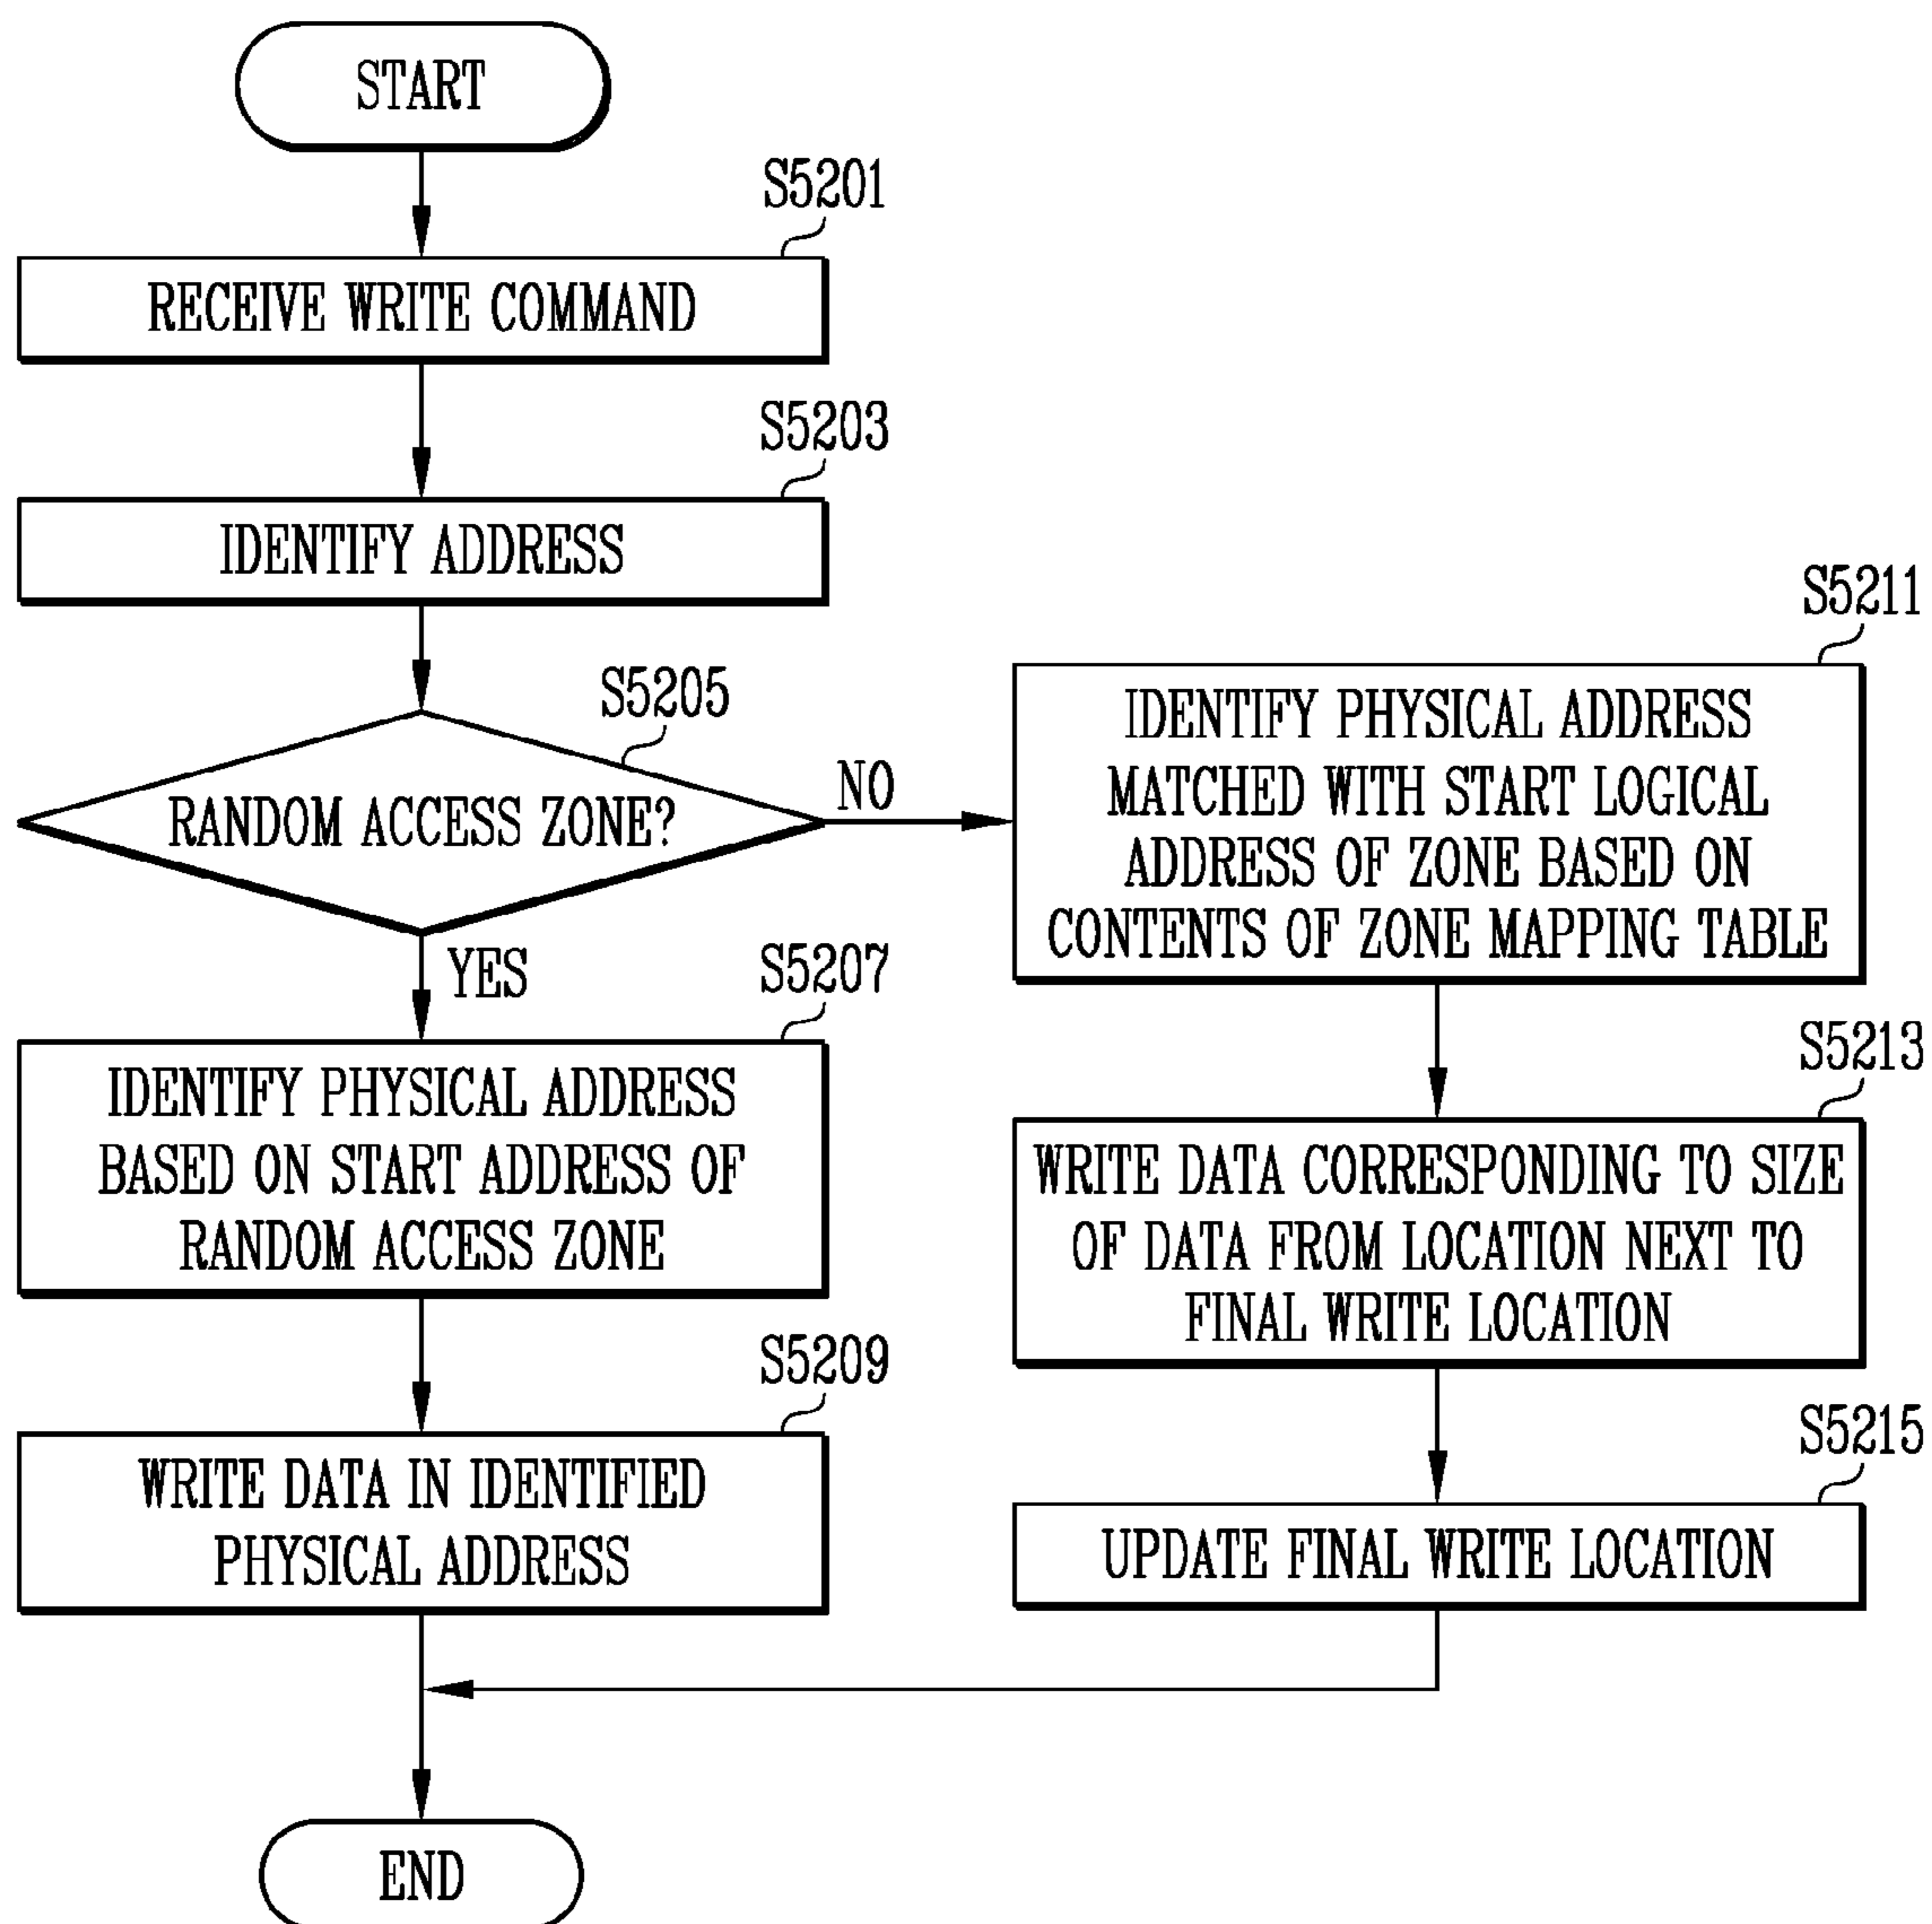 START
S5201
RECEIVE WRITE COMMAND
S5203
IDENTIFY ADDRESS
S5205
RANDOM ACCESS ZONE?
NO
YES
S5207
IDENTIFY PHYSICAL ADDRESS
BASED ON START ADDRESS OF
RANDOM ACCESS ZONE
S5209
WRITE DATA IN IDENTIFIED
PHYSICAL ADDRESS
S5211
IDENTIFY PHYSICAL ADDRESS
MATCHED WITH START LOGICAL
ADDRESS OF ZONE BASED ON
CONTENTS OF ZONE MAPPING TABLE
S5213
WRITE DATA CORRESPONDING TO SIZE
OF DATA FROM LOCATION NEXT TO
FINAL WRITE LOCATION
S5215
UPDATE FINAL WRITE LOCATION
END